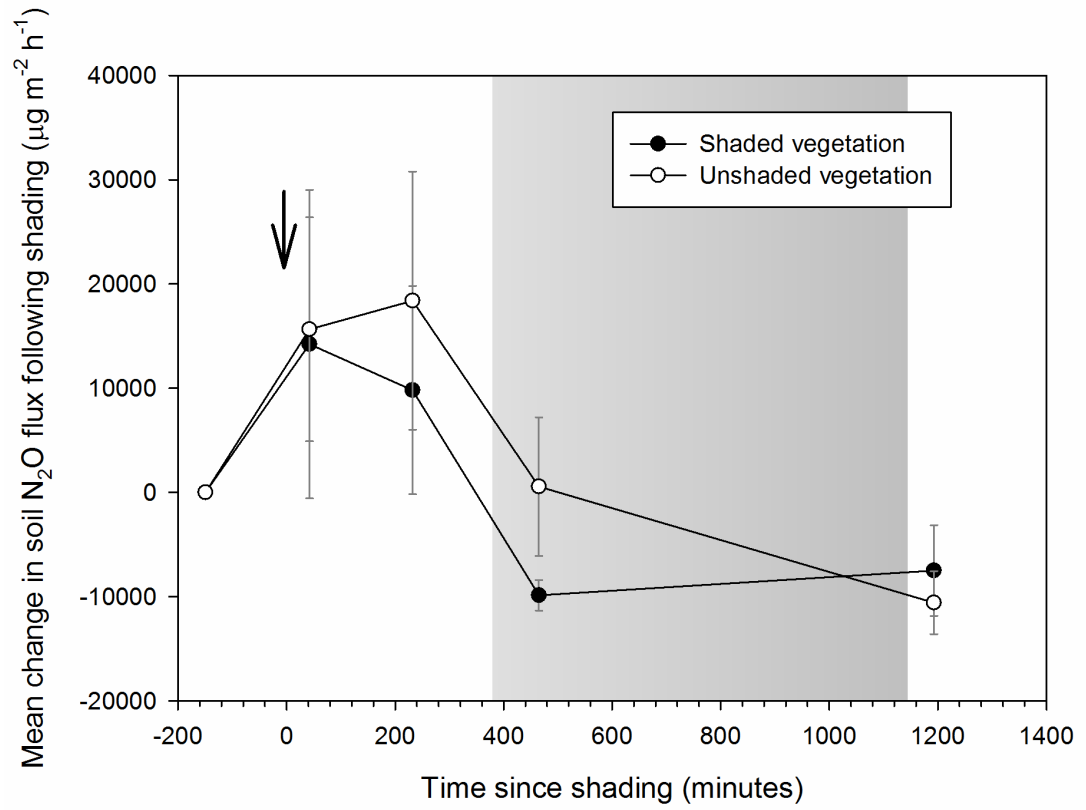 Mean change in soil N₂O flux following shading (μg m⁻² h⁻¹)
40000
30000
20000
10000
0
-10000
-20000
Shaded vegetation
Unshaded vegetation
-200 0 200 400 600 800 1000 1200 1400
Time since shading (minutes)